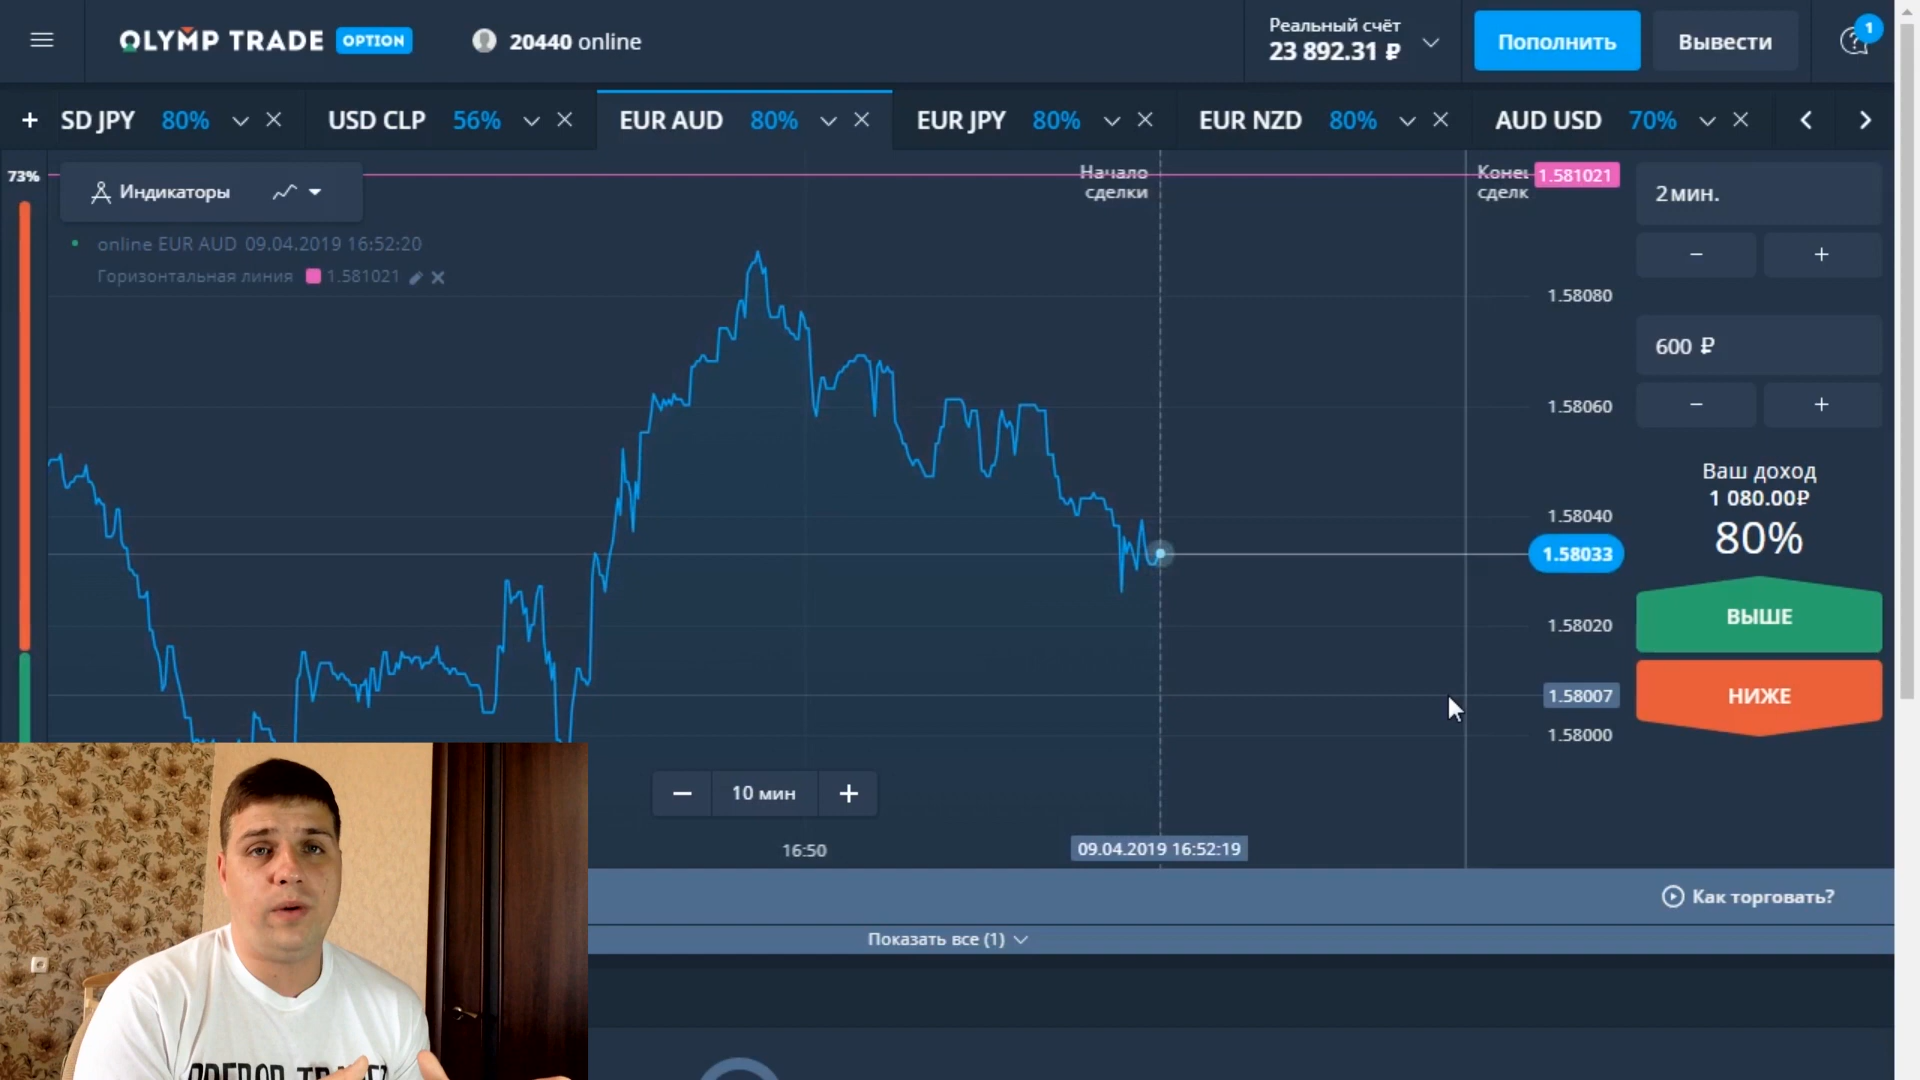 OLYMP TRADE OPTION
20440 online
Реальный счёт
23 892.31 ₽
Пополнить
Вывести
1
+ SD JPY 80%
USD CLP 56%
EUR AUD 80%
EUR JPY 80%
EUR NZD 80%
AUD USD 70%
73%
Индикаторы
online EUR AUD 09.04.2019 16:52:20
Горизонтальная линия 1.581021
Начало
сделки
Конец
сделк
1.581021
1.58080
1.58060
1.58040
1.58033
1.58020
1.58007
1.58000
2мин.
− +
600 ₽
− +
Ваш доход
1 080.00₽
80%
ВЫШЕ
НИЖЕ
− 10 мин +
16:50
09.04.2019 16:52:19
Как торговать?
Показать все (1)